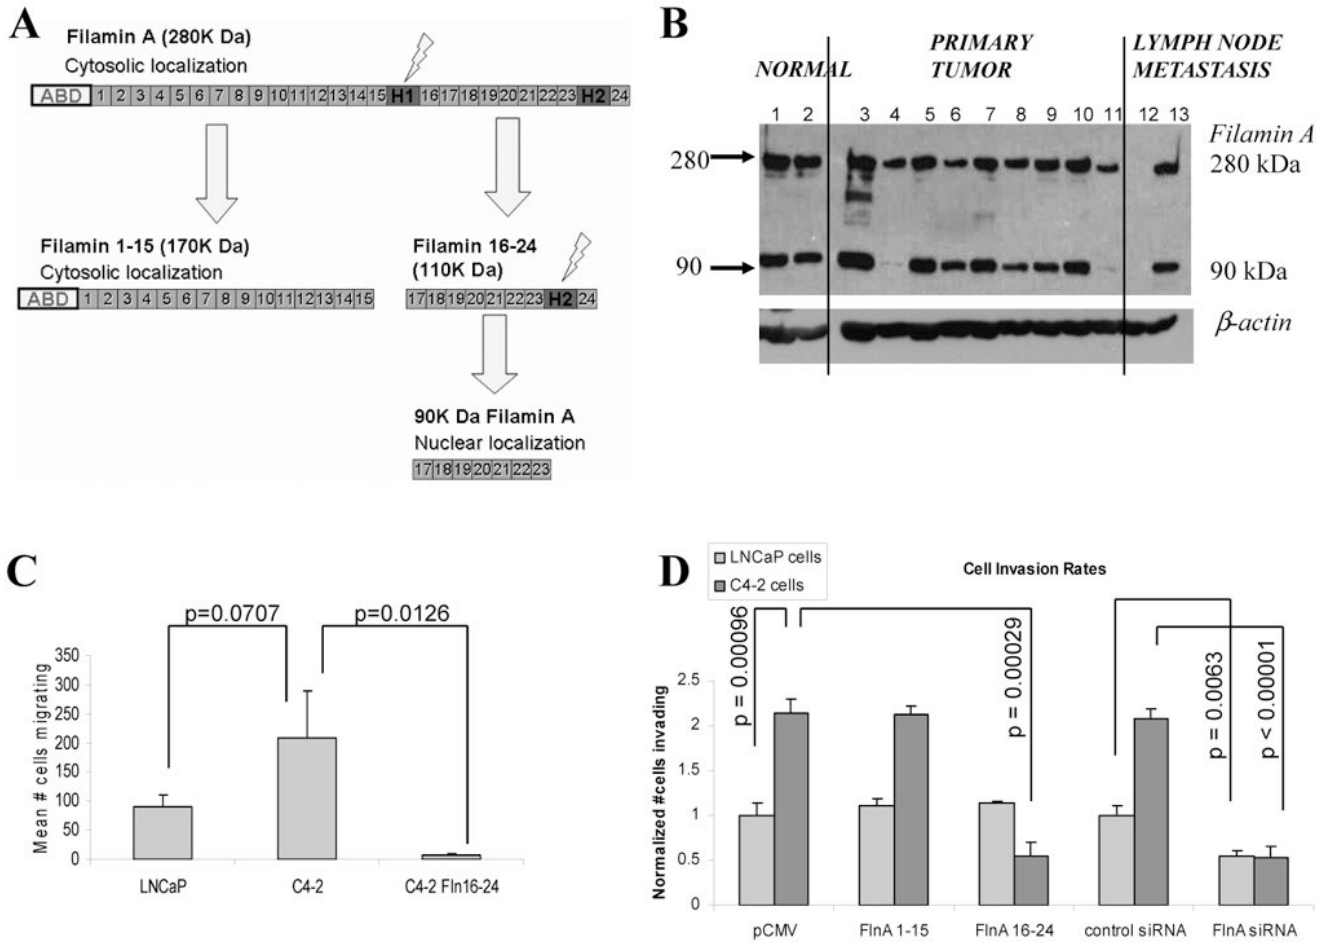 A
Filamin A (280K Da)
Cytosolic localization
ABD 1 2 3 4 5 6 7 8 9 10 11 12 13 14 15 H1 16 17 18 19 20 21 22 23 H2 24
Filamin 1-15 (170K Da)
Cytosolic localization
ABD 1 2 3 4 5 6 7 8 9 10 11 12 13 14 15
Filamin 16-24
(110K Da)
17 18 19 20 21 22 23 H2 24
90K Da Filamin A
Nuclear localization
17 18 19 20 21 22 23
B
NORMAL
PRIMARY
TUMOR
LYMPH NODE
METASTASIS
1 2 3 4 5 6 7 8 9 10 11 12 13
Filamin A
280
280 kDa
90
90 kDa
β-actin
C
p=0.0707
p=0.0126
Mean # cells migrating
350
300
250
200
150
100
50
0
LNCaP
C4-2
C4-2 Fln16-24
D
LNCaP cells
C4-2 cells
Cell Invasion Rates
p = 0.00096
p = 0.00029
p = 0.0063
p < 0.00001
Normalized #cells invading
2.5
2
1.5
1
0.5
0
pCMV
FlnA 1-15
FlnA 16-24
control siRNA
FlnA siRNA